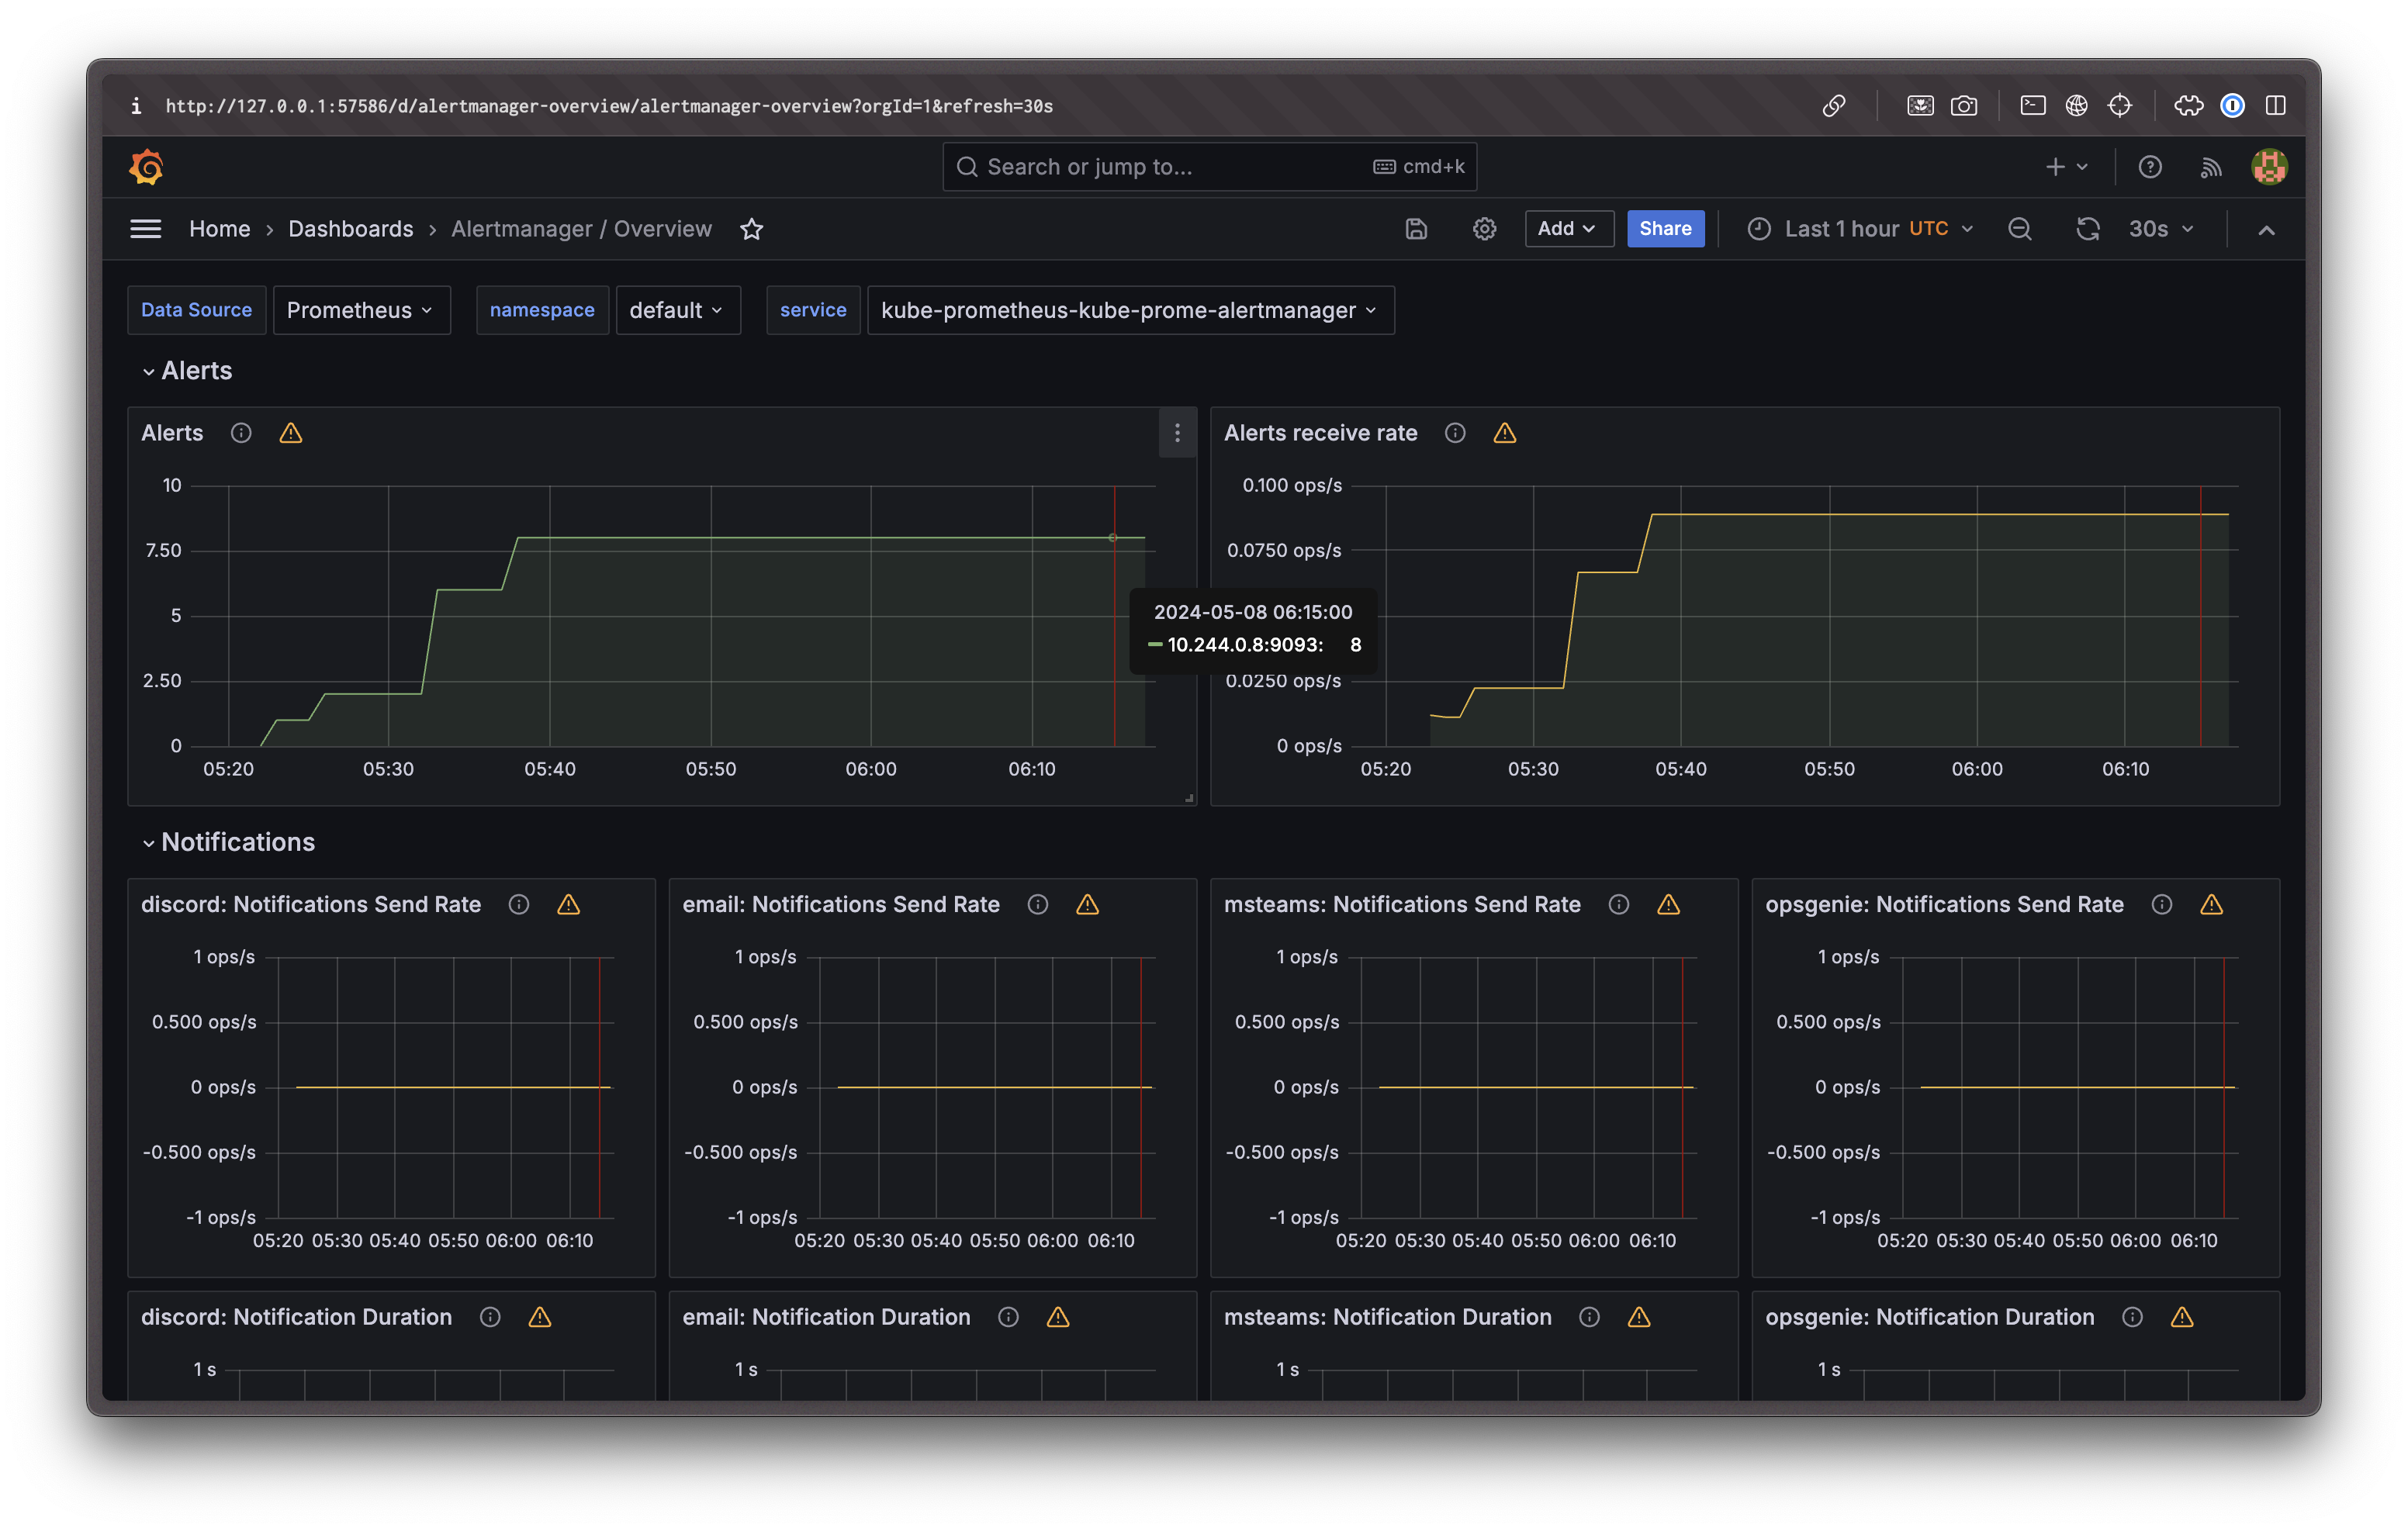 http://127.0.0.1:57586/d/alertmanager-overview/alertmanager-overview?orgId=1&refresh=30s
Search or jump to... cmd+k
Home › Dashboards › Alertmanager / Overview Add Share Last 1 hour UTC 30s
Data Source Prometheus namespace default service kube-prometheus-kube-prome-alertmanager
Alerts
Alerts
10
7.50
5
2.50
0
05:20 05:30 05:40 05:50 06:00 06:10
Alerts receive rate
0.100 ops/s
0.0750 ops/s
0.0250 ops/s
0 ops/s
05:20 05:30 05:40 05:50 06:00 06:10
2024-05-08 06:15:00
10.244.0.8:9093: 8
Notifications
discord: Notifications Send Rate
1 ops/s
0.500 ops/s
0 ops/s
-0.500 ops/s
-1 ops/s
05:20 05:30 05:40 05:50 06:00 06:10
email: Notifications Send Rate
1 ops/s
0.500 ops/s
0 ops/s
-0.500 ops/s
-1 ops/s
05:20 05:30 05:40 05:50 06:00 06:10
msteams: Notifications Send Rate
1 ops/s
0.500 ops/s
0 ops/s
-0.500 ops/s
-1 ops/s
05:20 05:30 05:40 05:50 06:00 06:10
opsgenie: Notifications Send Rate
1 ops/s
0.500 ops/s
0 ops/s
-0.500 ops/s
-1 ops/s
05:20 05:30 05:40 05:50 06:00 06:10
discord: Notification Duration
1 s
email: Notification Duration
1 s
msteams: Notification Duration
1 s
opsgenie: Notification Duration
1 s